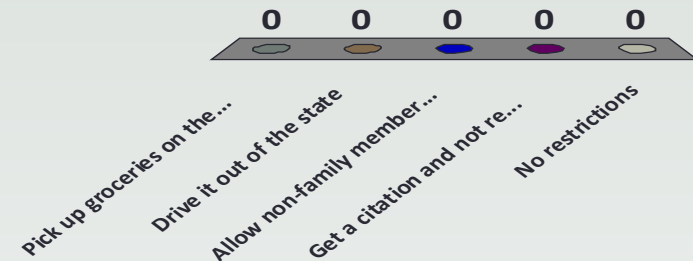 0 0 0 0 0
Pick up groceries on the...
Drive it out of the state
Allow non-family member...
Get a citation and not re...
No restrictions